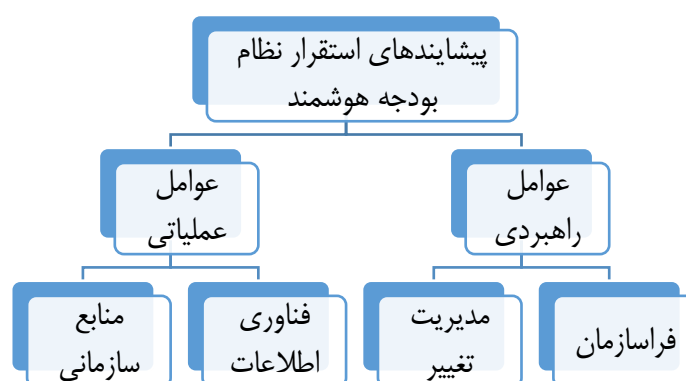 پیشایندهای استقرار نظام
بودجه هوشمند
عوامل
راهبردی
عوامل
عملیاتی
فراسازمان
مدیریت
تغییر
فناوری
اطلاعات
منابع
سازمانی